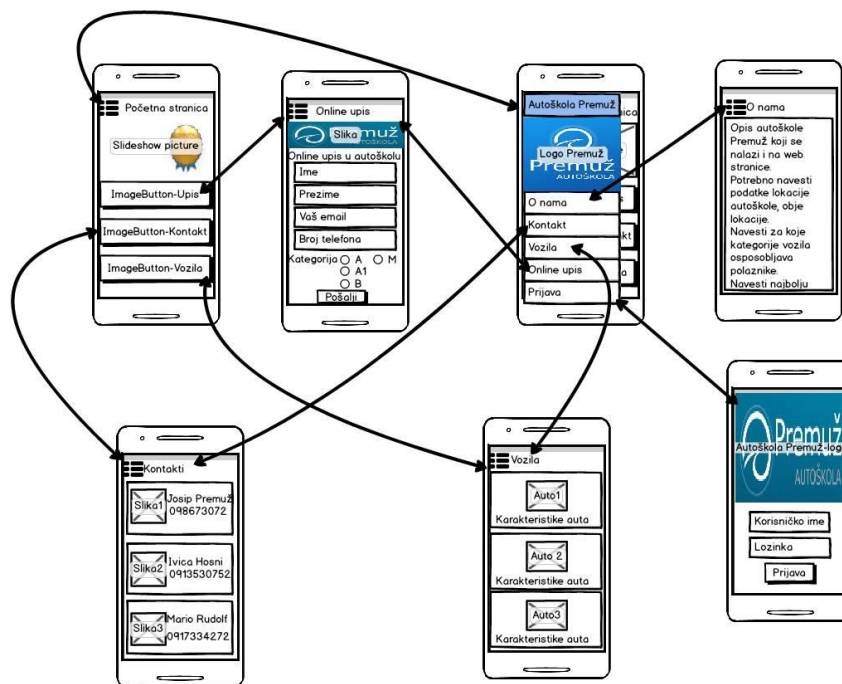 Početna stranica
Slideshow picture
ImageButton-Upis
ImageButton-Kontakt
ImageButton-Vozila
Online upis
Slika
muž
AUTOŠKOLA
Online upis u autoškolu
Ime
Prezime
Vaš email
Broj telefona
Kategorija A M
A1
B
Pošalji
Autoškola Premuž
nica
Logo Premuž
Premuž
AUTOŠKOLA
O nama
Kontakt
kt
Vozila
Online upis
a
Prijava
O nama
Opis autoškole
Premuž koji se
nalazi i na web
stranice.
Potrebno navesti
podatke lokacije
autoškole, obje
lokacije.
Navesti za koje
kategorije vozila
osposobljava
polaznike.
Navesti najbolju
Kontakti
Slika1
Josip Premuž
098673072
Slika2
Ivica Hosni
0913530752
Slika3
Mario Rudolf
0917334272
Vozila
Auto1
Karakteristike auta
Auto 2
Karakteristike auta
Auto3
Karakteristike auta
Premuž
Autoškola Premuž-logo
AUTOŠKOLA
Korisničko ime
Lozinka
Prijava